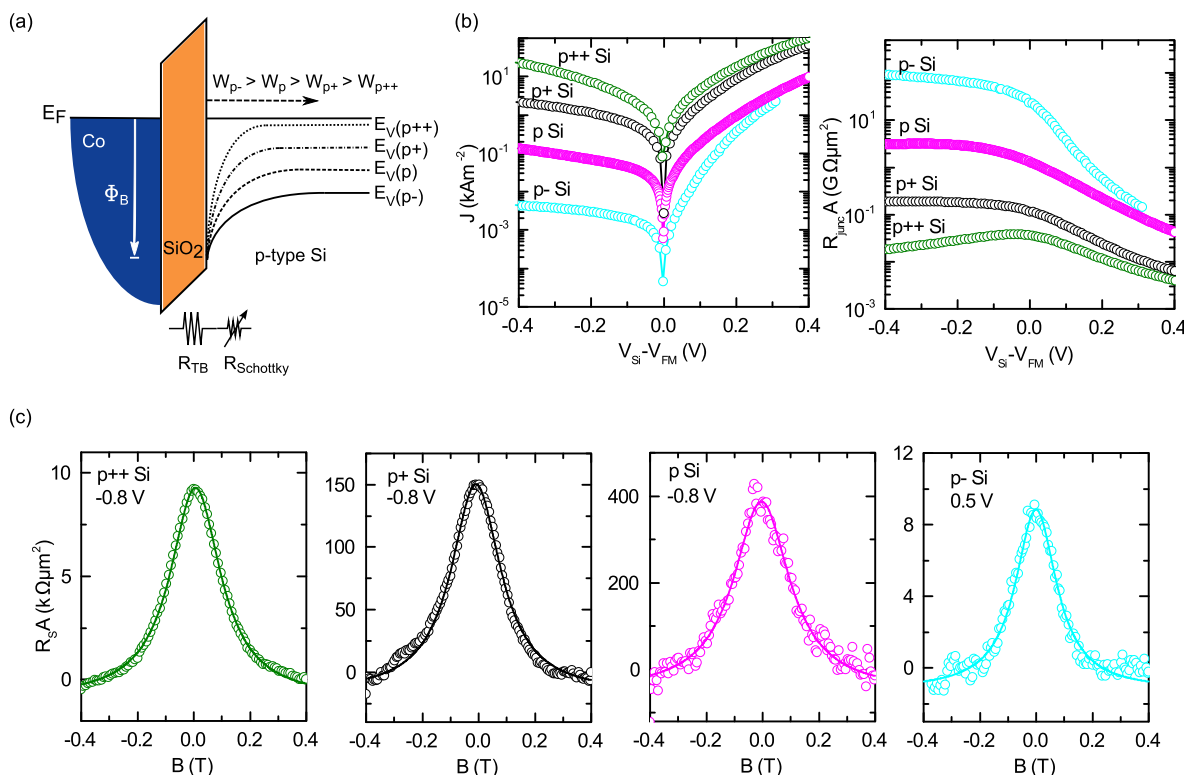 (a)
W_p- > W_p > W_p+ > W_p++
E_F
Co
Φ_B
SiO_2
E_V(p++)
E_V(p+)
E_V(p)
E_V(p-)
p-type Si
R_TB
R_Schottky
(b)
p++ Si
p+ Si
p Si
p- Si
J (kAm^-2)
10^1
10^-1
10^-3
10^-5
-0.4 -0.2 0.0 0.2 0.4
V_Si-V_FM (V)
p- Si
p Si
p+ Si
p++ Si
R_junc A (GΩμm^2)
10^1
10^-1
10^-3
-0.4 -0.2 0.0 0.2 0.4
V_Si-V_FM (V)
(c)
p++ Si
-0.8 V
R_SA (kΩμm^2)
10
5
0
-0.4 -0.2 0.0 0.2 0.4
B (T)
p+ Si
-0.8 V
150
125
75
50
25
0
-0.4 -0.2 0.0 0.2 0.4
B (T)
p Si
-0.8 V
400
200
0
-0.4 -0.2 0.0 0.2 0.4
B (T)
p- Si
0.5 V
12
8
6
4
2
0
-0.4 -0.2 0.0 0.2 0.4
B (T)